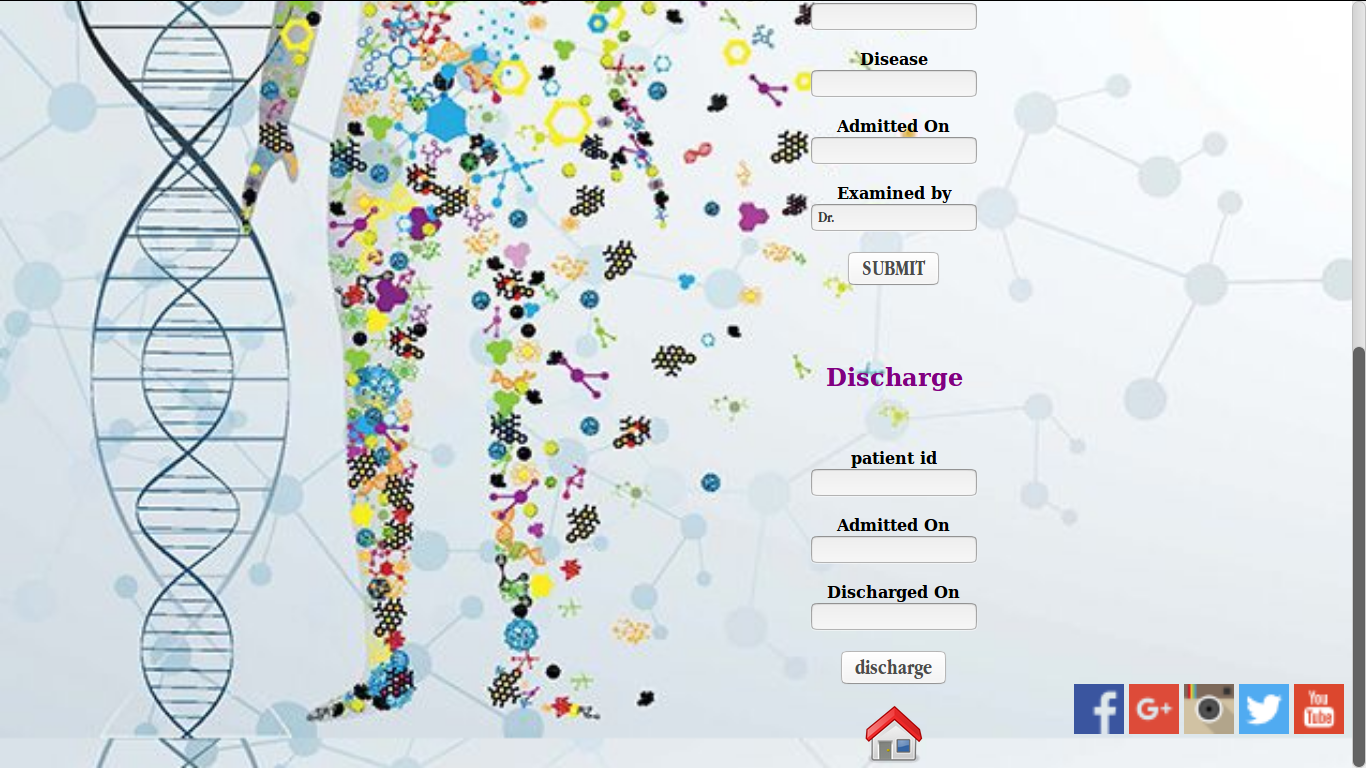 Disease
Admitted On
Examined by
Dr.
SUBMIT
Discharge
patient id
Admitted On
Discharged On
discharge
f G+ You
Tube